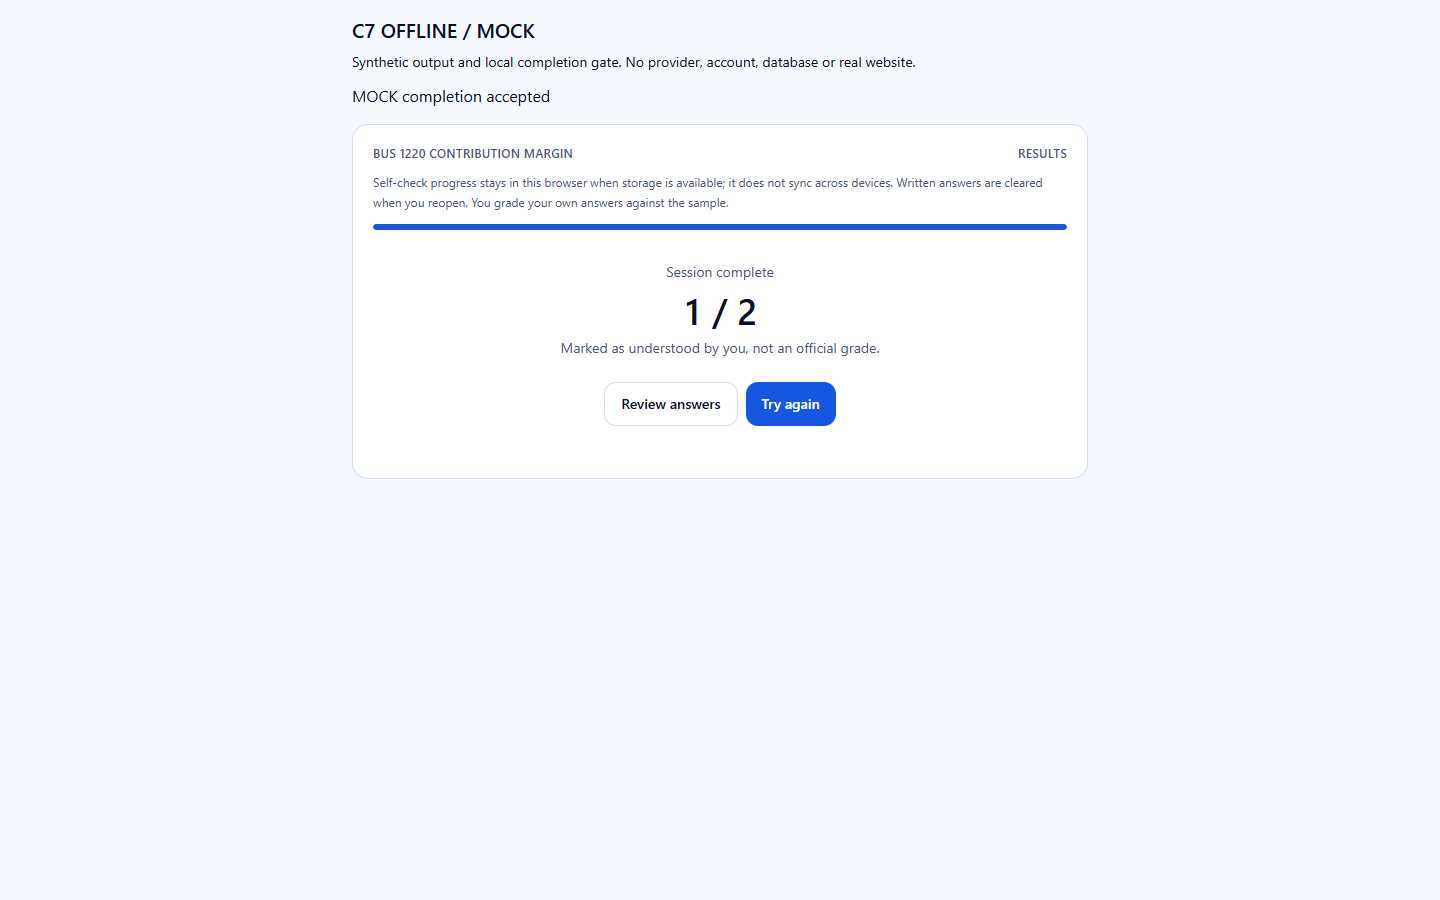 C7 OFFLINE / MOCK
Synthetic output and local completion gate. No provider, account, database or real website.
MOCK completion accepted
BUS 1220 CONTRIBUTION MARGIN
RESULTS
Self-check progress stays in this browser when storage is available; it does not sync across devices. Written answers are cleared
when you reopen. You grade your own answers against the sample.
Session complete
1 / 2
Marked as understood by you, not an official grade.
Review answers
Try again